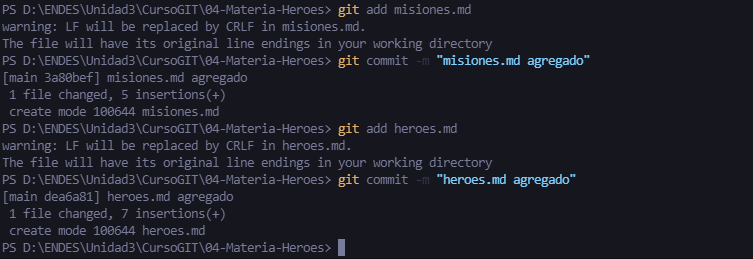 PS D:\ENDES\Unidad3\CursoGIT\04-Materia-Heroes> git add misiones.md
warning: LF will be replaced by CRLF in misiones.md.
The file will have its original line endings in your working directory
PS D:\ENDES\Unidad3\CursoGIT\04-Materia-Heroes> git commit -m "misiones.md agregado"
[main 3a80bef] misiones.md agregado
 1 file changed, 5 insertions(+)
 create mode 100644 misiones.md
PS D:\ENDES\Unidad3\CursoGIT\04-Materia-Heroes> git add heroes.md
warning: LF will be replaced by CRLF in heroes.md.
The file will have its original line endings in your working directory
PS D:\ENDES\Unidad3\CursoGIT\04-Materia-Heroes> git commit -m "heroes.md agregado"
[main dea6a81] heroes.md agregado
 1 file changed, 7 insertions(+)
 create mode 100644 heroes.md
PS D:\ENDES\Unidad3\CursoGIT\04-Materia-Heroes>